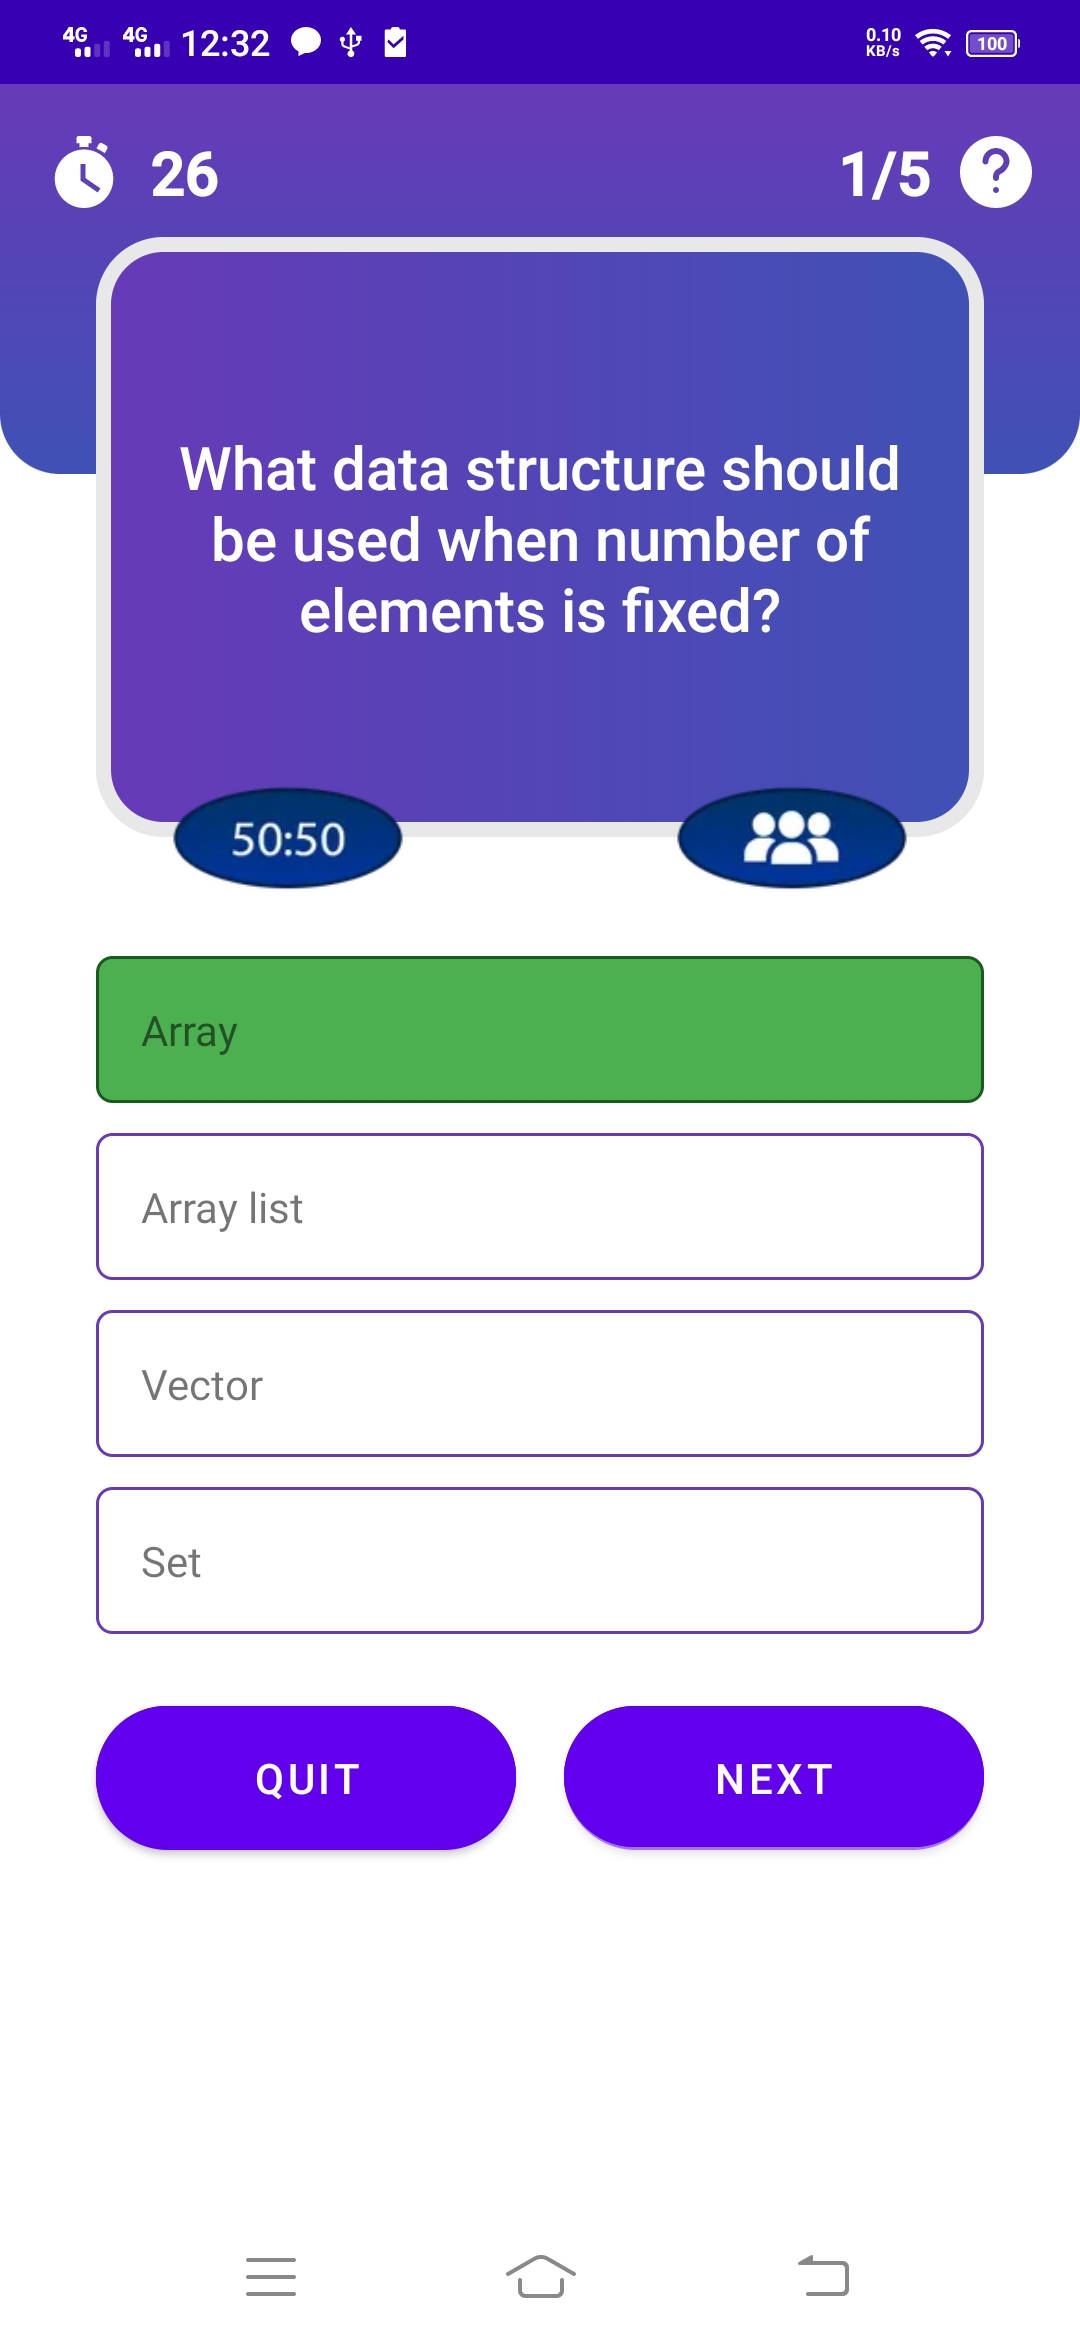 4G 4G 12:32 0.10 KB/s 100
26 1/5
What data structure should
be used when number of
elements is fixed?
50:50
Array
Array list
Vector
Set
QUIT NEXT